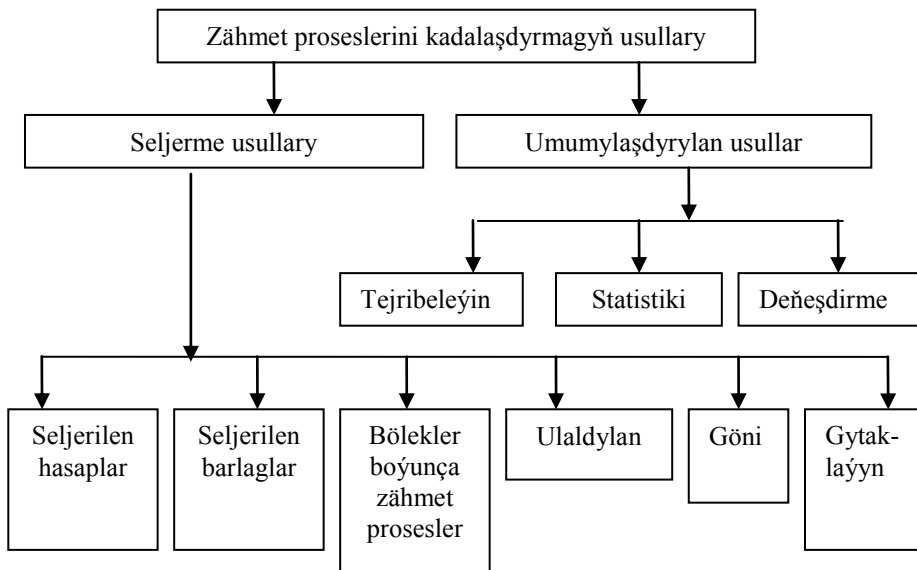 Zähmet proseslerini kadalaşdyrmagyň usullary
Seljerme usullary
Umumylaşdyrylan usullar
Tejribeleýin
Statistiki
Deňeşdirme
Seljerilen
hasaplar
Seljerilen
barlaglar
Bölekler
boýunça
zähmet
prosesler
Ulaldylan
Göni
Gytak-
laýyn